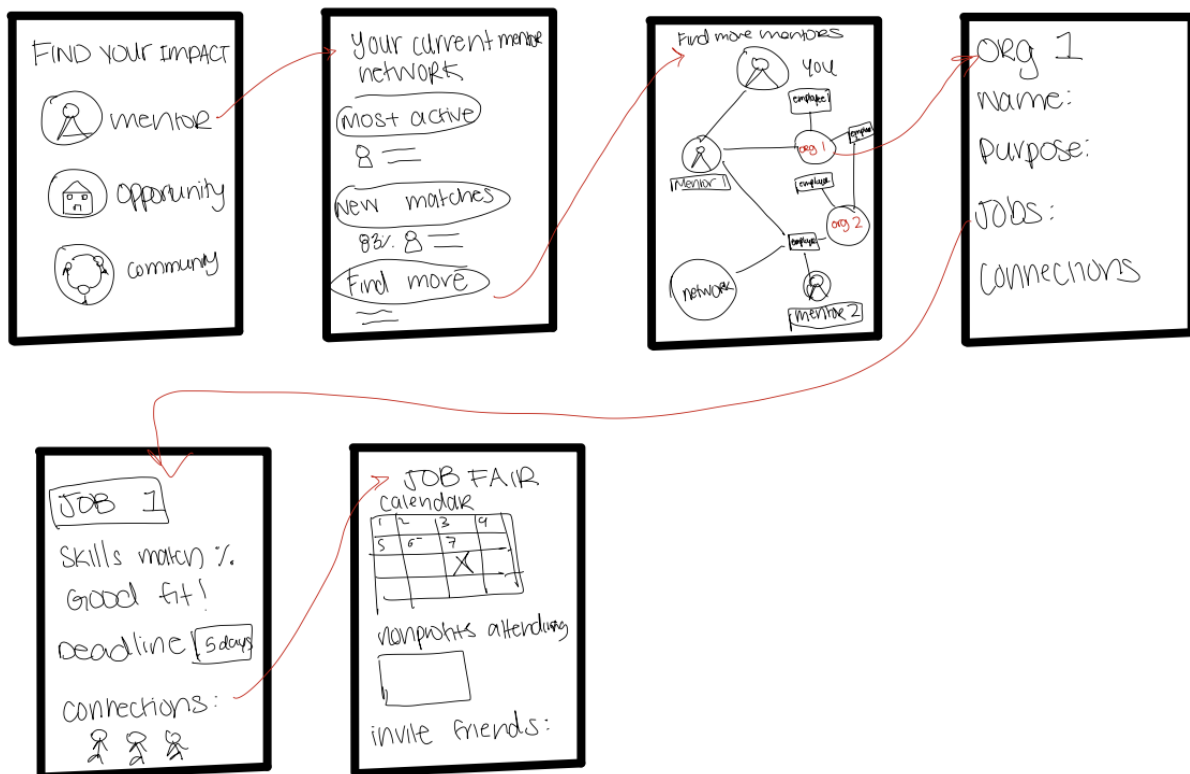 FIND YOUR IMPACT
mentor
opportunity
community
your current mentor
network
most active
new matches
83%
Find more
Find more mentores
YOU
employee 1
org 1
Mentor 1
employee
org 2
employee
network
mentor 2
org 1
Name:
Purpose:
Jobs:
connections
JOB 1
Skills match %
Good fit!
Deadline 5 days
connections:
JOB FAIR
calendar
1 2 3 4
5 6 7
X
nonprofits attending
invite friends: